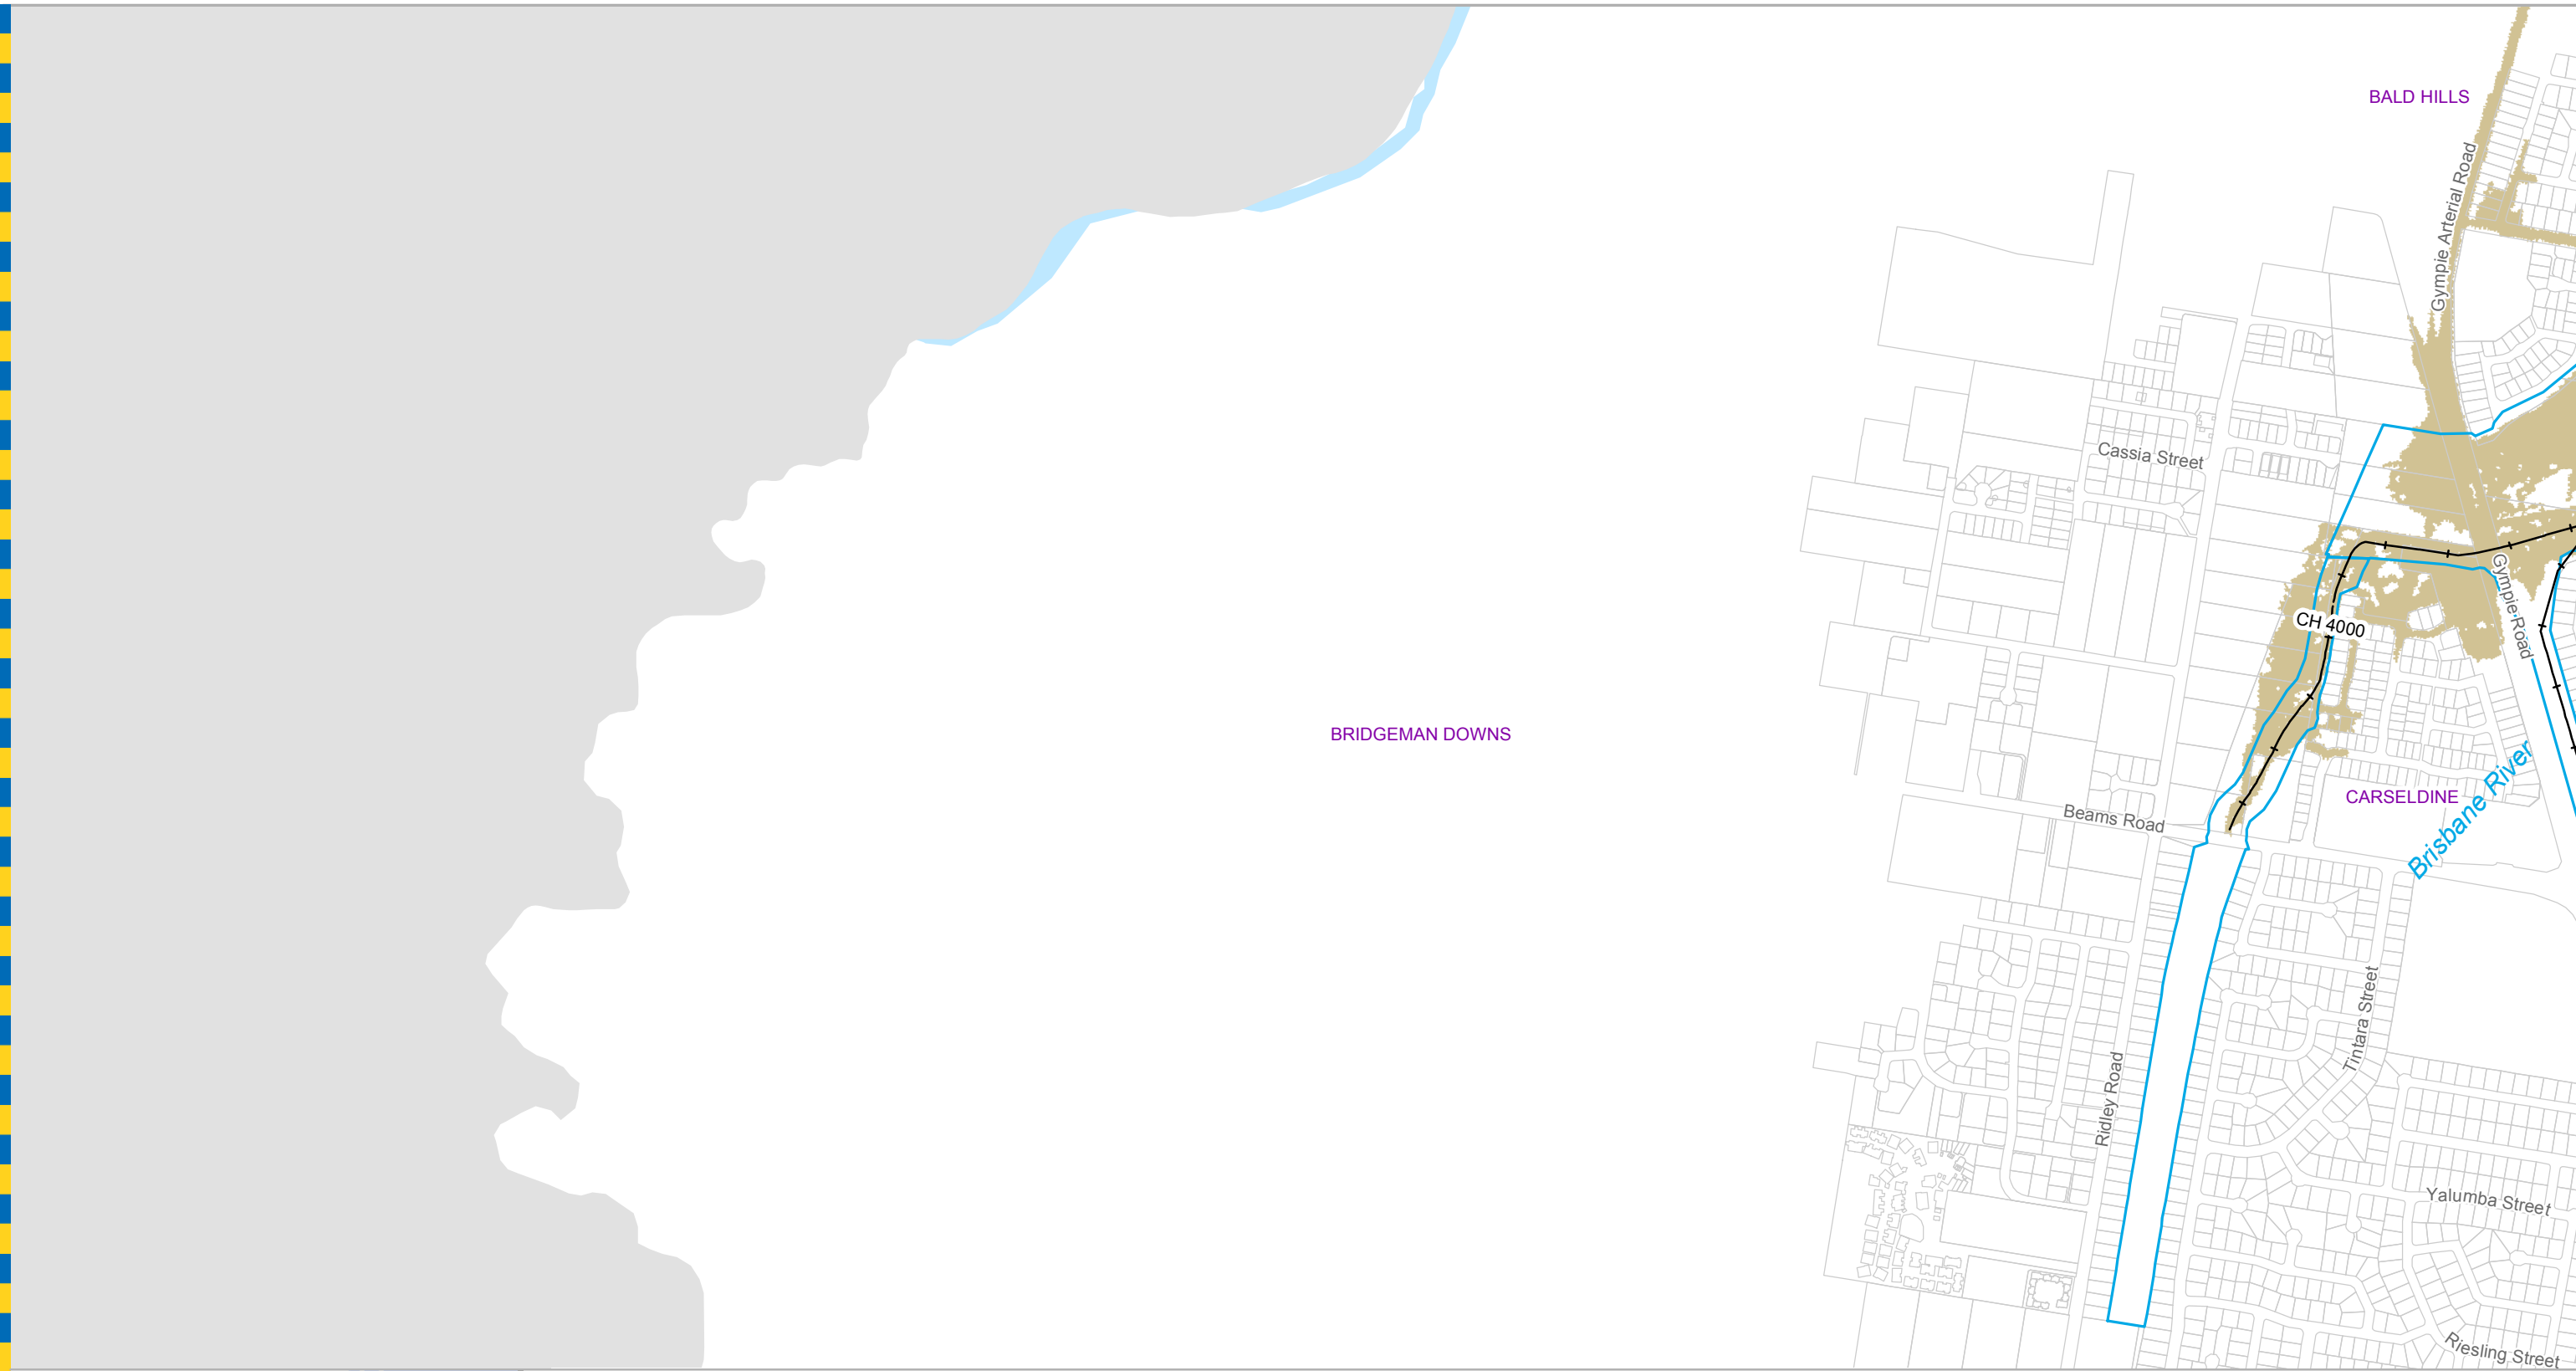 BALD HILLS
Gympie Arterial Road
Cassia Street
Gympie Road
CH 4000
BRIDGEMAN DOWNS
CARSELDINE
Brisbane River
Beams Road
Tintara Street
Ridley Road
Yalumba Street
Riesling Street